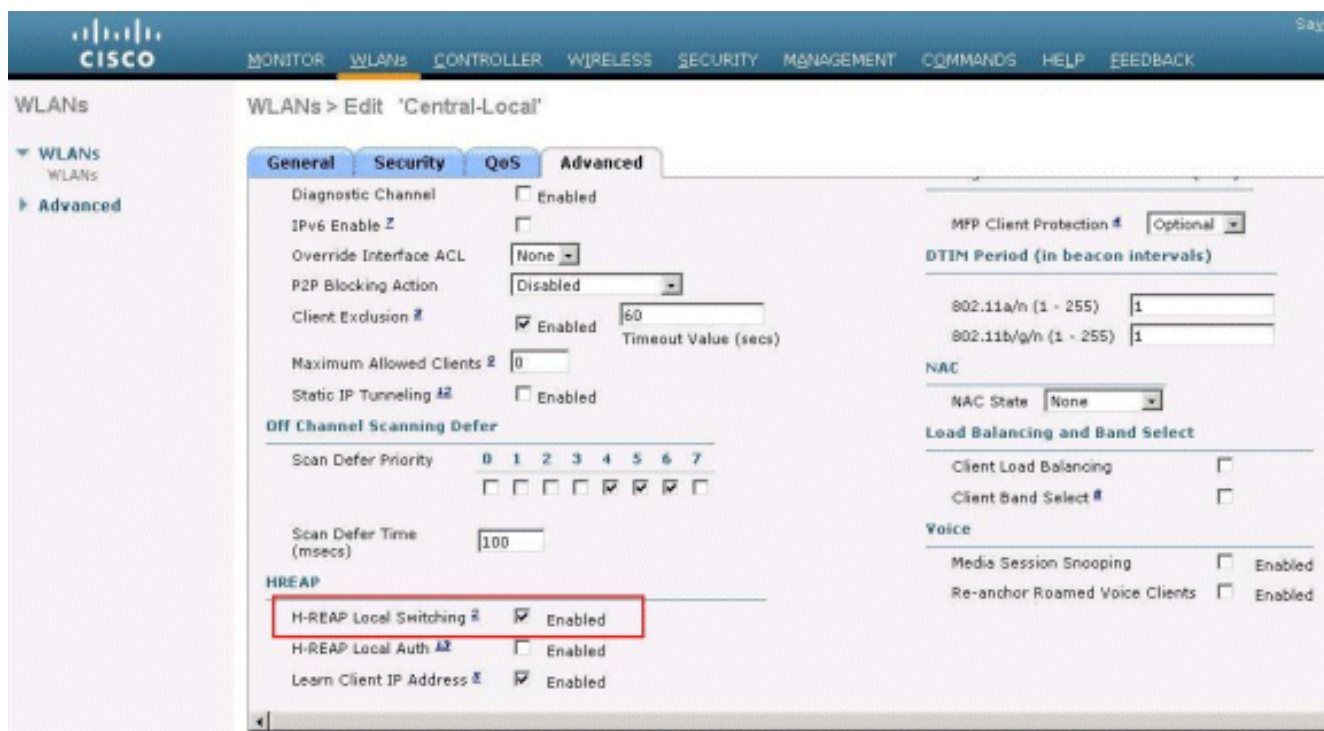 Sav
CISCO
MONITOR WLANs CONTROLLER WIRELESS SECURITY MANAGEMENT COMMANDS HELP FEEDBACK
WLANs
WLANs
WLANs
Advanced
WLANs > Edit 'Central-Local'
General Security QoS Advanced
Diagnostic Channel Enabled
IPv6 Enable 7
Override Interface ACL None
P2P Blocking Action Disabled
Client Exclusion Enabled 60
Timeout Value (secs)
Maximum Allowed Clients 0
Static IP Tunneling Enabled
Off Channel Scanning Defer
Scan Defer Priority 0 1 2 3 4 5 6 7
Scan Defer Time
(msecs) 100
HREAP
H-REAP Local Switching Enabled
H-REAP Local Auth 12 Enabled
Learn Client IP Address Enabled
MFP Client Protection 4 Optional
DTIM Period (in beacon intervals)
802.11a/n (1 - 255) 1
802.11b/g/n (1 - 255) 1
NAC
NAC State None
Load Balancing and Band Select
Client Load Balancing
Client Band Select
Voice
Media Session Snooping Enabled
Re-anchor Roamed Voice Clients Enabled